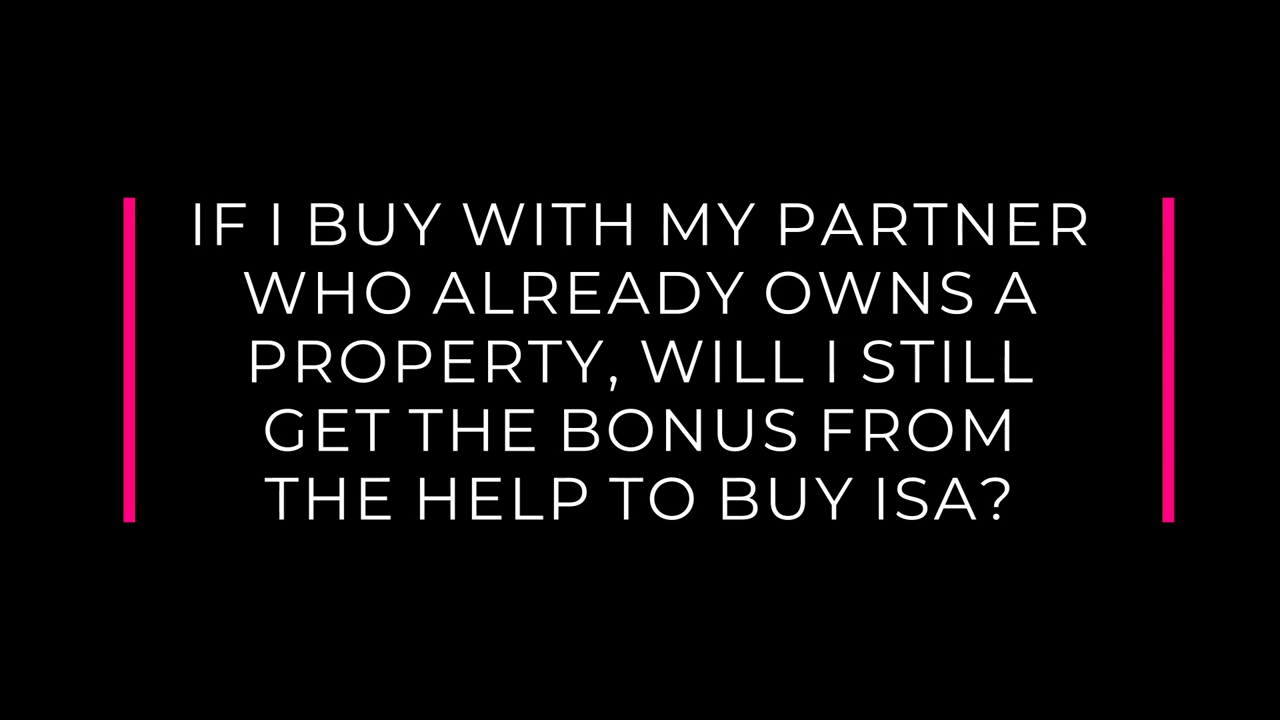 IF I BUY WITH MY PARTNER
WHO ALREADY OWNS A
PROPERTY, WILL I STILL
GET THE BONUS FROM
THE HELP TO BUY ISA?